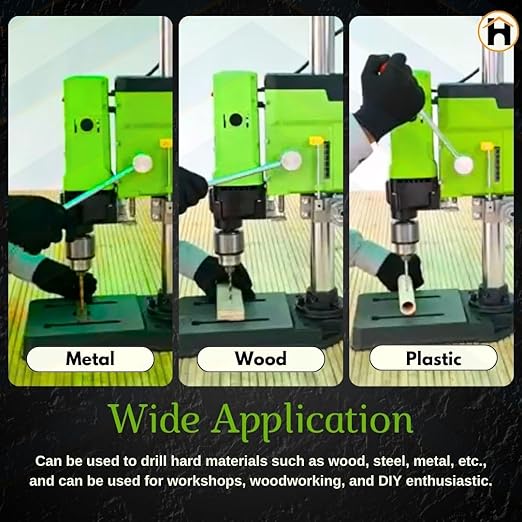 H
Metal
Wood
Plastic
Wide Application
Can be used to drill hard materials such as wood, steel, metal, etc.,
and can be used for workshops, woodworking, and DIY enthusiastic.